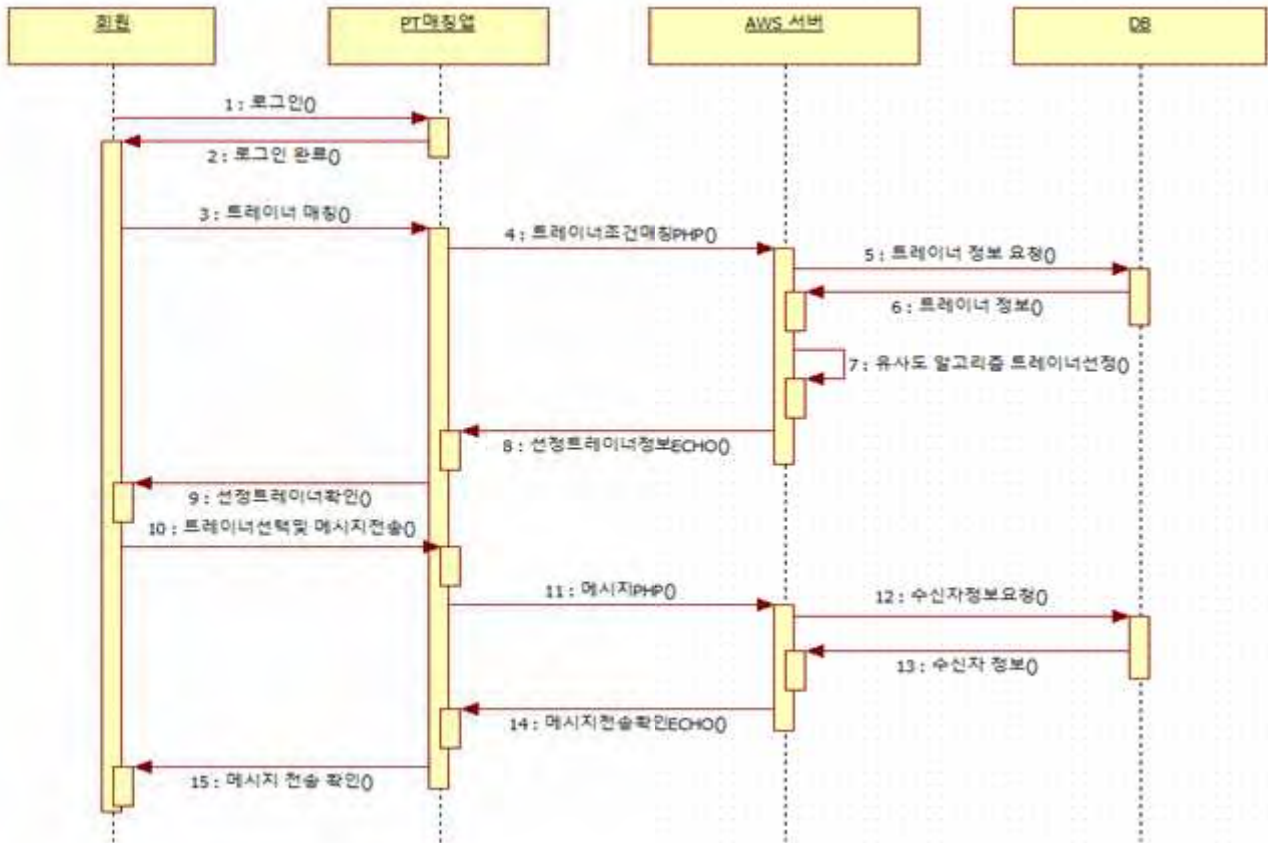 회원
PT매칭앱
AWS 서버
DB
1 : 로그인()
2 : 로그인 완료()
3 : 트레이너 매칭()
4 : 트레이너조건매칭PHP()
5 : 트레이너 정보 요청()
6 : 트레이너 정보()
7 : 유사도 알고리즘 트레이너선정()
8 : 선정트레이너정보ECHO()
9 : 선정트레이너확인()
10 : 트레이너선택및 메시지전송()
11 : 메시지PHP()
12 : 수신자정보요청()
13 : 수신자 정보()
14 : 메시지전송확인ECHO()
15 : 메시지 전송 확인()